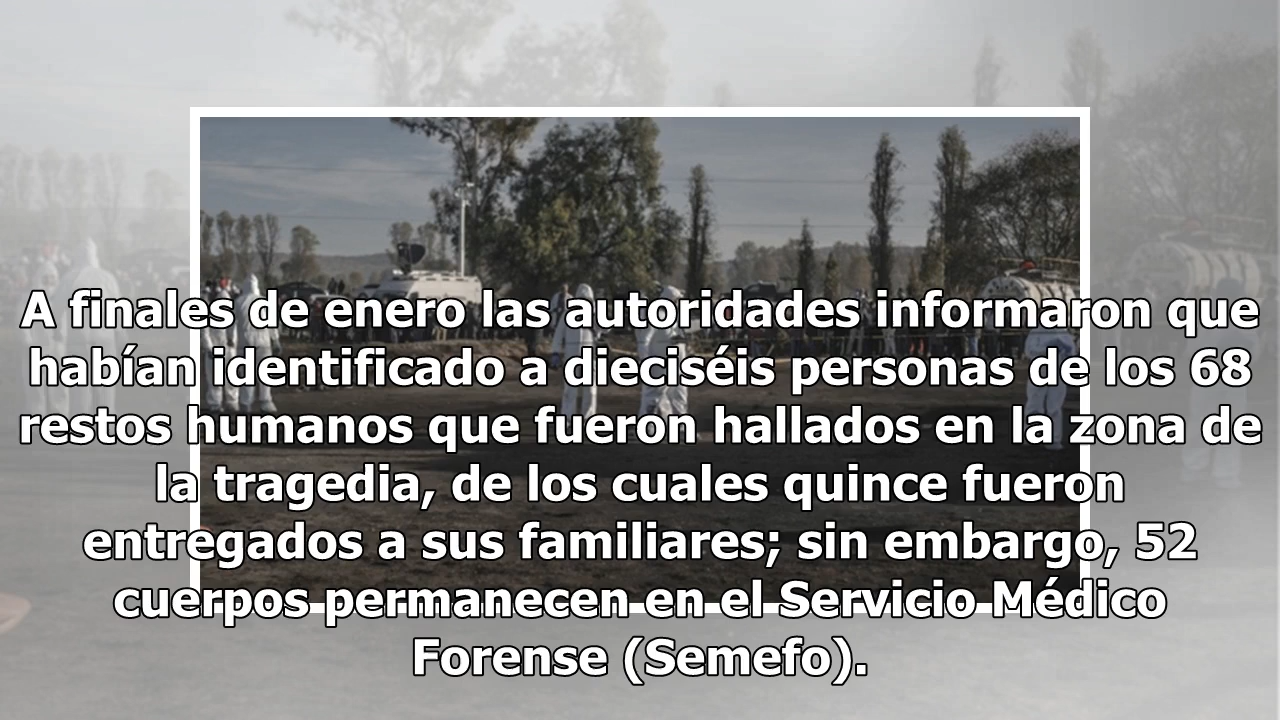 A finales de enero las autoridades informaron que
habían identificado a dieciséis personas de los 68
restos humanos que fueron hallados en la zona de
la tragedia, de los cuales quince fueron
entregados a sus familiares; sin embargo, 52
cuerpos permanecen en el Servicio Médico
Forense (Semefo).